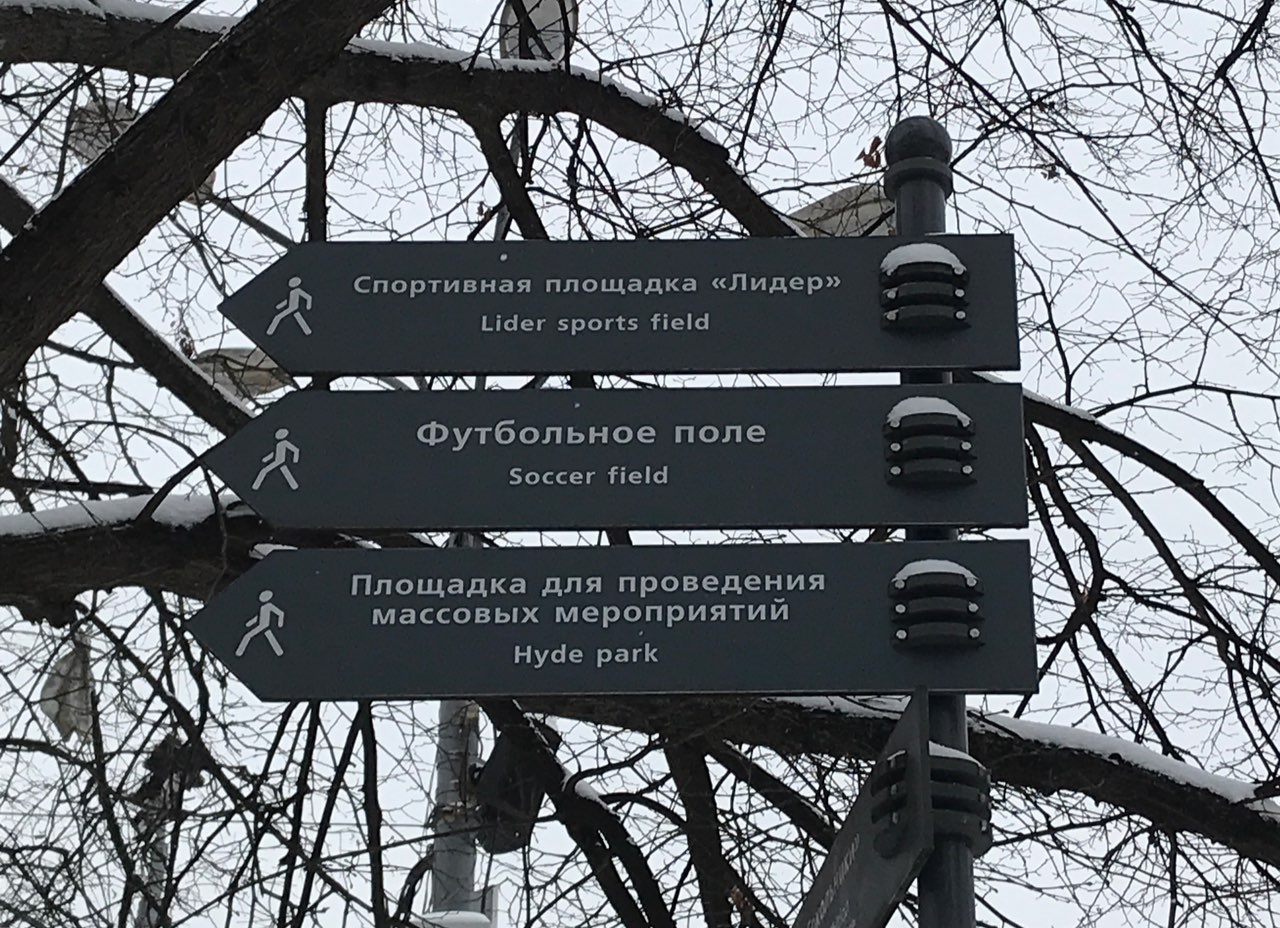 Спортивная площадка «Лидер»
Lider sports field
Футбольное поле
Soccer field
Площадка для проведения
массовых мероприятий
Hyde park